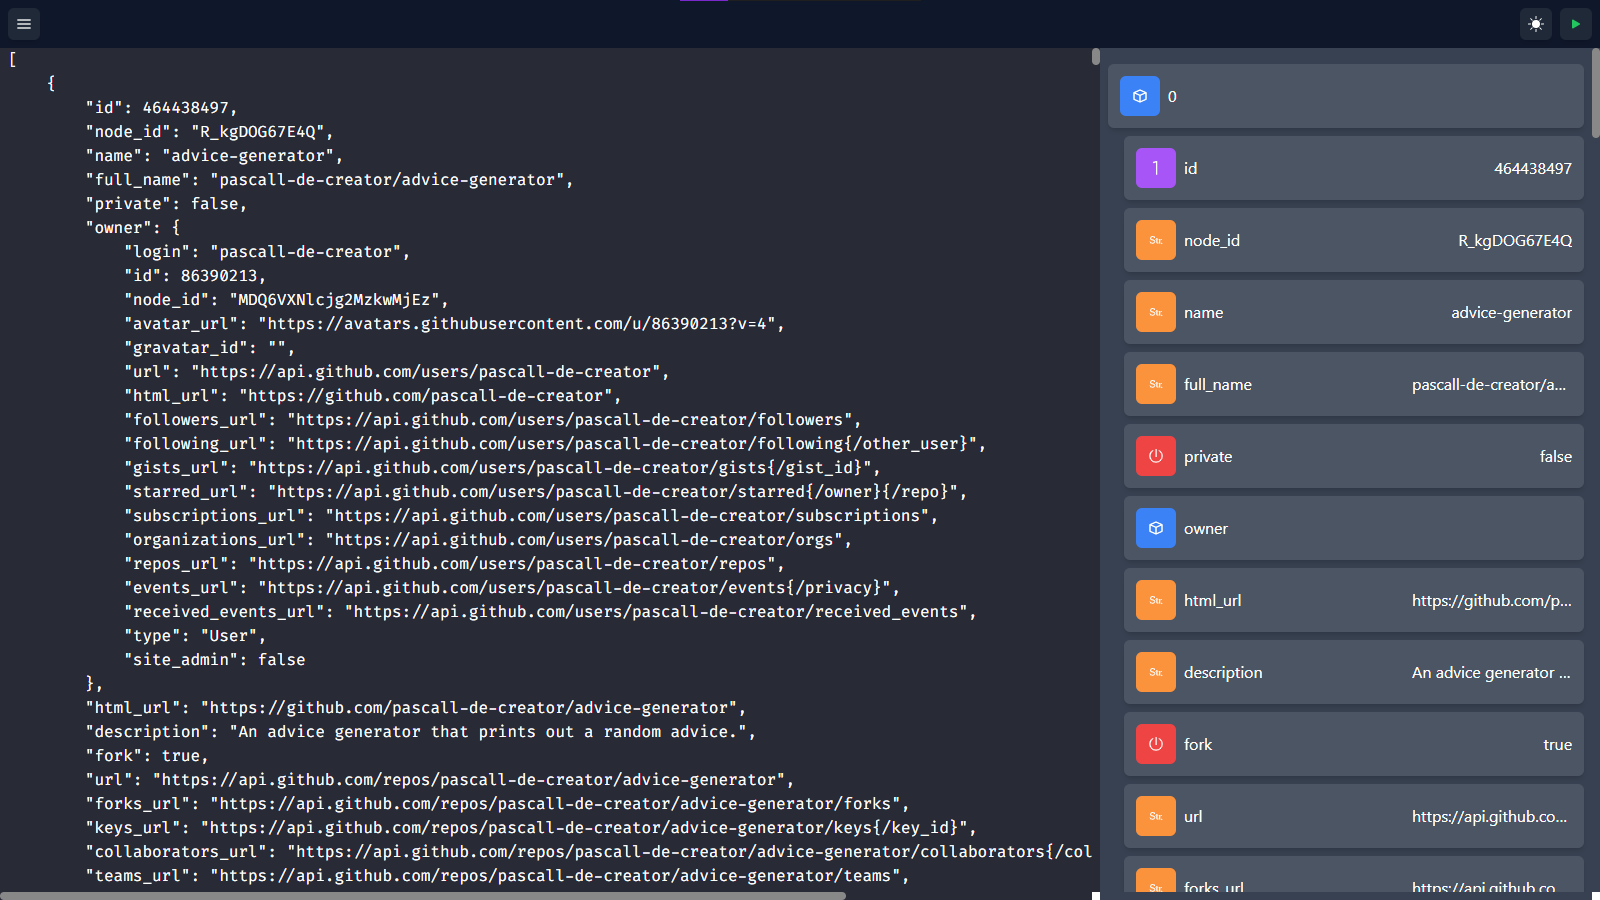 [
    {
        "id": 464438497,
        "node_id": "R_kgDOG67E4Q",
        "name": "advice-generator",
        "full_name": "pascall-de-creator/advice-generator",
        "private": false,
        "owner": {
            "login": "pascall-de-creator",
            "id": 86390213,
            "node_id": "MDQ6VXNlcjg2MzkwMjEz",
            "avatar_url": "https://avatars.githubusercontent.com/u/86390213?v=4",
            "gravatar_id": "",
            "url": "https://api.github.com/users/pascall-de-creator",
            "html_url": "https://github.com/pascall-de-creator",
            "followers_url": "https://api.github.com/users/pascall-de-creator/followers",
            "following_url": "https://api.github.com/users/pascall-de-creator/following{/other_user}",
            "gists_url": "https://api.github.com/users/pascall-de-creator/gists{/gist_id}",
            "starred_url": "https://api.github.com/users/pascall-de-creator/starred{/owner}{/repo}",
            "subscriptions_url": "https://api.github.com/users/pascall-de-creator/subscriptions",
            "organizations_url": "https://api.github.com/users/pascall-de-creator/orgs",
            "repos_url": "https://api.github.com/users/pascall-de-creator/repos",
            "events_url": "https://api.github.com/users/pascall-de-creator/events{/privacy}",
            "received_events_url": "https://api.github.com/users/pascall-de-creator/received_events",
            "type": "User",
            "site_admin": false
        },
        "html_url": "https://github.com/pascall-de-creator/advice-generator",
        "description": "An advice generator that prints out a random advice.",
        "fork": true,
        "url": "https://api.github.com/repos/pascall-de-creator/advice-generator",
        "forks_url": "https://api.github.com/repos/pascall-de-creator/advice-generator/forks",
        "keys_url": "https://api.github.com/repos/pascall-de-creator/advice-generator/keys{/key_id}",
        "collaborators_url": "https://api.github.com/repos/pascall-de-creator/advice-generator/collaborators{/col
        "teams_url": "https://api.github.com/repos/pascall-de-creator/advice-generator/teams",
0
1 id 464438497
Str. node_id R_kgDOG67E4Q
Str. name advice-generator
Str. full_name pascall-de-creator/a...
private false
owner
Str. html_url https://github.com/p...
Str. description An advice generator ...
fork true
Str. url https://api.github.co...
Str. forks_url https://api.github.co...